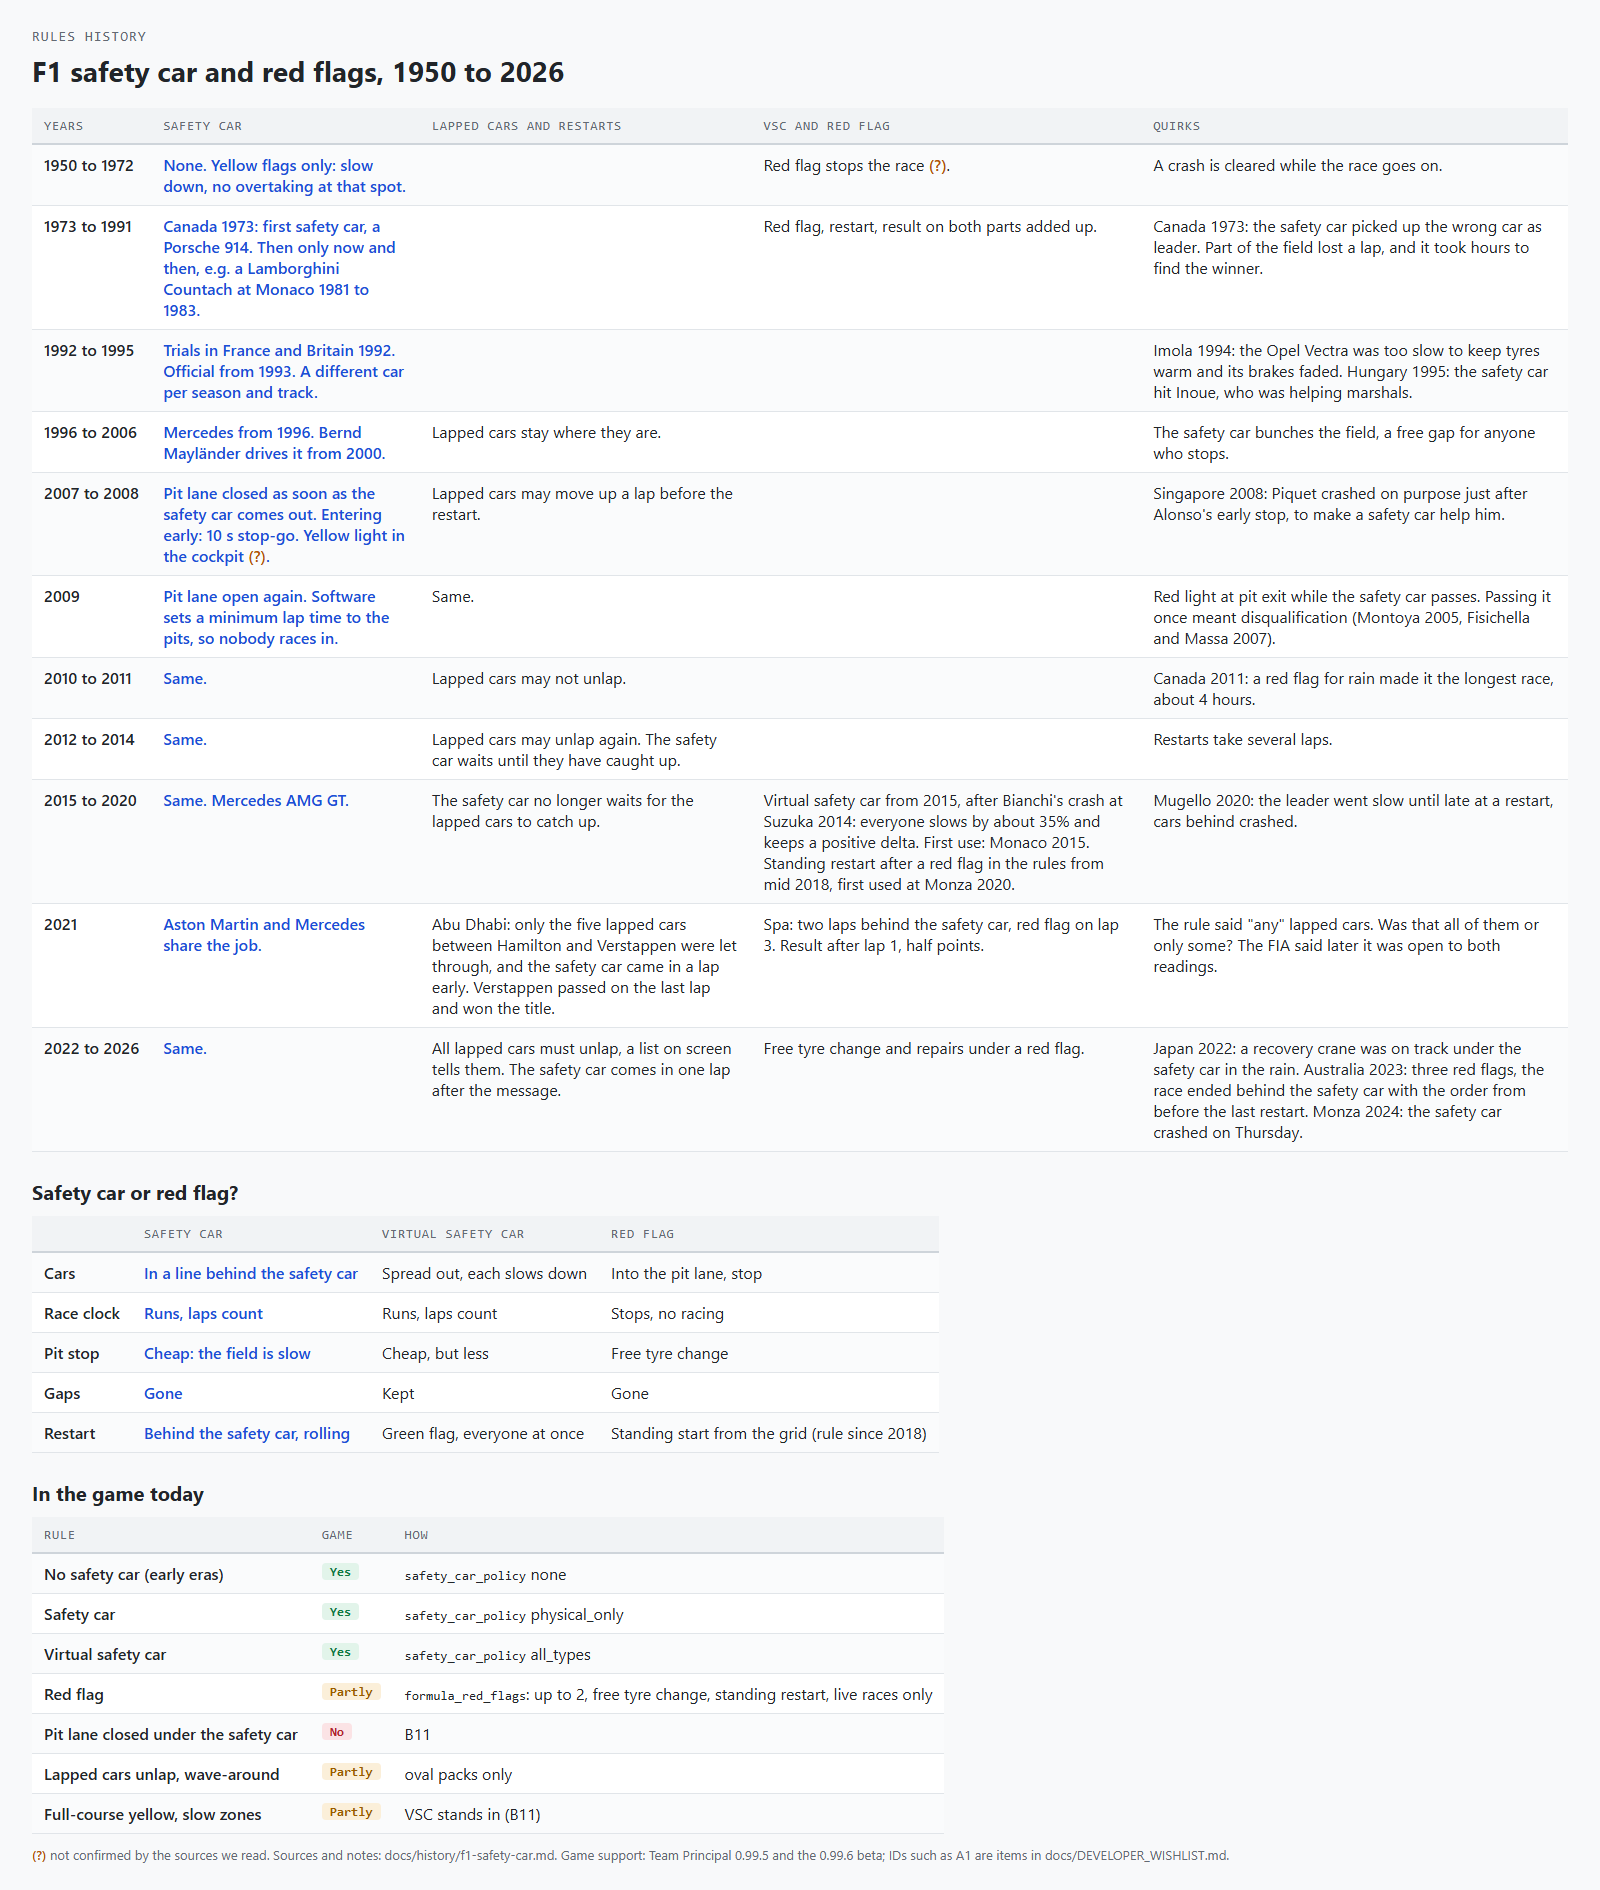 RULES HISTORY
F1 safety car and red flags, 1950 to 2026
YEARS SAFETY CAR LAPPED CARS AND RESTARTS VSC AND RED FLAG QUIRKS
1950 to 1972
None. Yellow flags only: slow
down, no overtaking at that spot.
Red flag stops the race (?).
A crash is cleared while the race goes on.
1973 to 1991
Canada 1973: first safety car, a
Porsche 914. Then only now and
then, e.g. a Lamborghini
Countach at Monaco 1981 to
1983.
Red flag, restart, result on both parts added up.
Canada 1973: the safety car picked up the wrong car as
leader. Part of the field lost a lap, and it took hours to
find the winner.
1992 to 1995
Trials in France and Britain 1992.
Official from 1993. A different car
per season and track.
Imola 1994: the Opel Vectra was too slow to keep tyres
warm and its brakes faded. Hungary 1995: the safety car
hit Inoue, who was helping marshals.
1996 to 2006
Mercedes from 1996. Bernd
Mayländer drives it from 2000.
Lapped cars stay where they are.
The safety car bunches the field, a free gap for anyone
who stops.
2007 to 2008
Pit lane closed as soon as the
safety car comes out. Entering
early: 10 s stop-go. Yellow light in
the cockpit (?).
Lapped cars may move up a lap before the
restart.
Singapore 2008: Piquet crashed on purpose just after
Alonso's early stop, to make a safety car help him.
2009
Pit lane open again. Software
sets a minimum lap time to the
pits, so nobody races in.
Same.
Red light at pit exit while the safety car passes. Passing it
once meant disqualification (Montoya 2005, Fisichella
and Massa 2007).
2010 to 2011
Same.
Lapped cars may not unlap.
Canada 2011: a red flag for rain made it the longest race,
about 4 hours.
2012 to 2014
Same.
Lapped cars may unlap again. The safety
car waits until they have caught up.
Restarts take several laps.
2015 to 2020
Same. Mercedes AMG GT.
The safety car no longer waits for the
lapped cars to catch up.
Virtual safety car from 2015, after Bianchi's crash at
Suzuka 2014: everyone slows by about 35% and
keeps a positive delta. First use: Monaco 2015.
Standing restart after a red flag in the rules from
mid 2018, first used at Monza 2020.
Mugello 2020: the leader went slow until late at a restart,
cars behind crashed.
2021
Aston Martin and Mercedes
share the job.
Abu Dhabi: only the five lapped cars
between Hamilton and Verstappen were let
through, and the safety car came in a lap
early. Verstappen passed on the last lap
and won the title.
Spa: two laps behind the safety car, red flag on lap
3. Result after lap 1, half points.
The rule said "any" lapped cars. Was that all of them or
only some? The FIA said later it was open to both
readings.
2022 to 2026
Same.
All lapped cars must unlap, a list on screen
tells them. The safety car comes in one lap
after the message.
Free tyre change and repairs under a red flag.
Japan 2022: a recovery crane was on track under the
safety car in the rain. Australia 2023: three red flags, the
race ended behind the safety car with the order from
before the last restart. Monza 2024: the safety car
crashed on Thursday.
Safety car or red flag?
SAFETY CAR VIRTUAL SAFETY CAR RED FLAG
Cars In a line behind the safety car Spread out, each slows down Into the pit lane, stop
Race clock Runs, laps count Runs, laps count Stops, no racing
Pit stop Cheap: the field is slow Cheap, but less Free tyre change
Gaps Gone Kept Gone
Restart Behind the safety car, rolling Green flag, everyone at once Standing start from the grid (rule since 2018)
In the game today
RULE GAME HOW
No safety car (early eras) Yes safety_car_policy none
Safety car Yes safety_car_policy physical_only
Virtual safety car Yes safety_car_policy all_types
Red flag Partly formula_red_flags: up to 2, free tyre change, standing restart, live races only
Pit lane closed under the safety car No B11
Lapped cars unlap, wave-around Partly oval packs only
Full-course yellow, slow zones Partly VSC stands in (B11)
(?) not confirmed by the sources we read. Sources and notes: docs/history/f1-safety-car.md. Game support: Team Principal 0.99.5 and the 0.99.6 beta; IDs such as A1 are items in docs/DEVELOPER_WISHLIST.md.